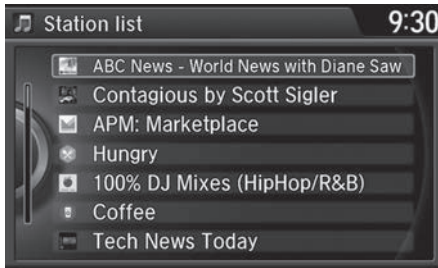 Station list
9:30
ABC News - World News with Diane Saw
Contagious by Scott Sigler
APM: Marketplace
Hungry
100% DJ Mixes (HipHop/R&B)
Coffee
Tech News Today